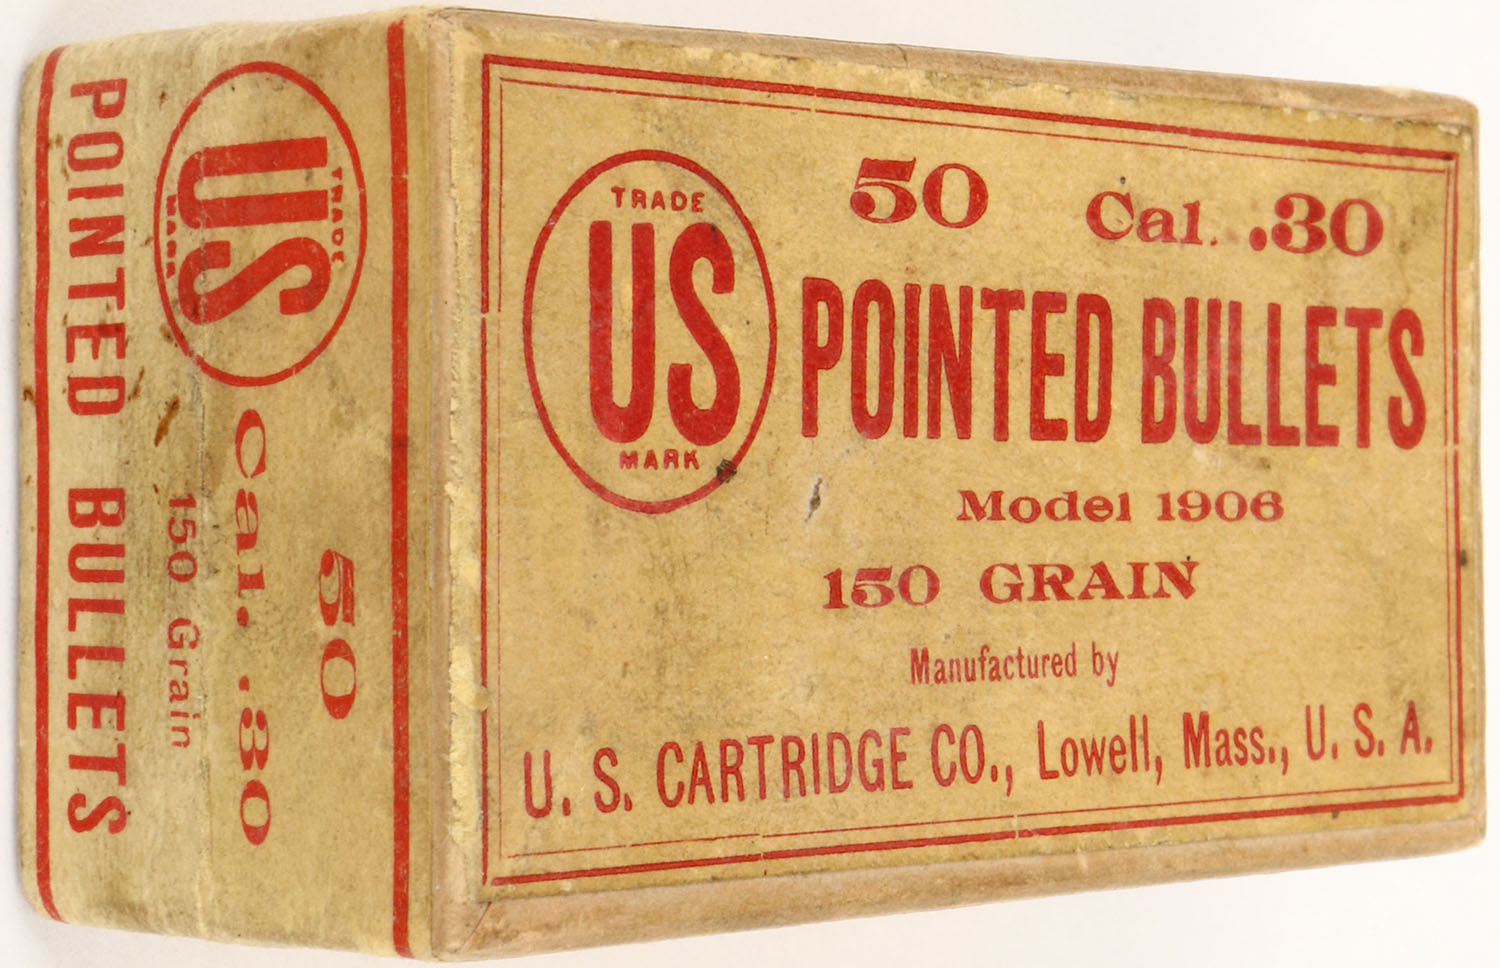 50 Cal. .30
TRADE
US
MARK
POINTED BULLETS
Model 1906
150 GRAIN
Manufactured by
U. S. CARTRIDGE CO., Lowell, Mass., U. S. A.
TRADE
US
MARK
50
Cal. .30
150 Grain
POINTED BULLETS